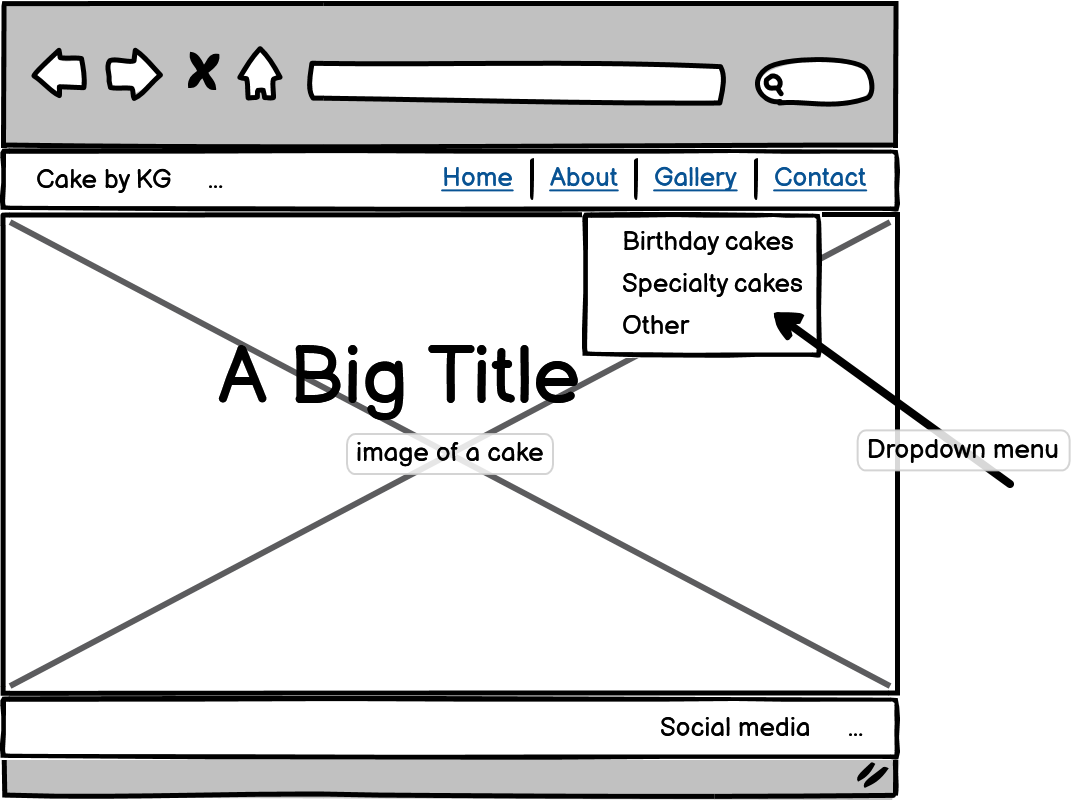 Cake by KG ... Home About Gallery Contact
Birthday cakes
Specialty cakes
Other
A Big Title
image of a cake
Dropdown menu
Social media ...